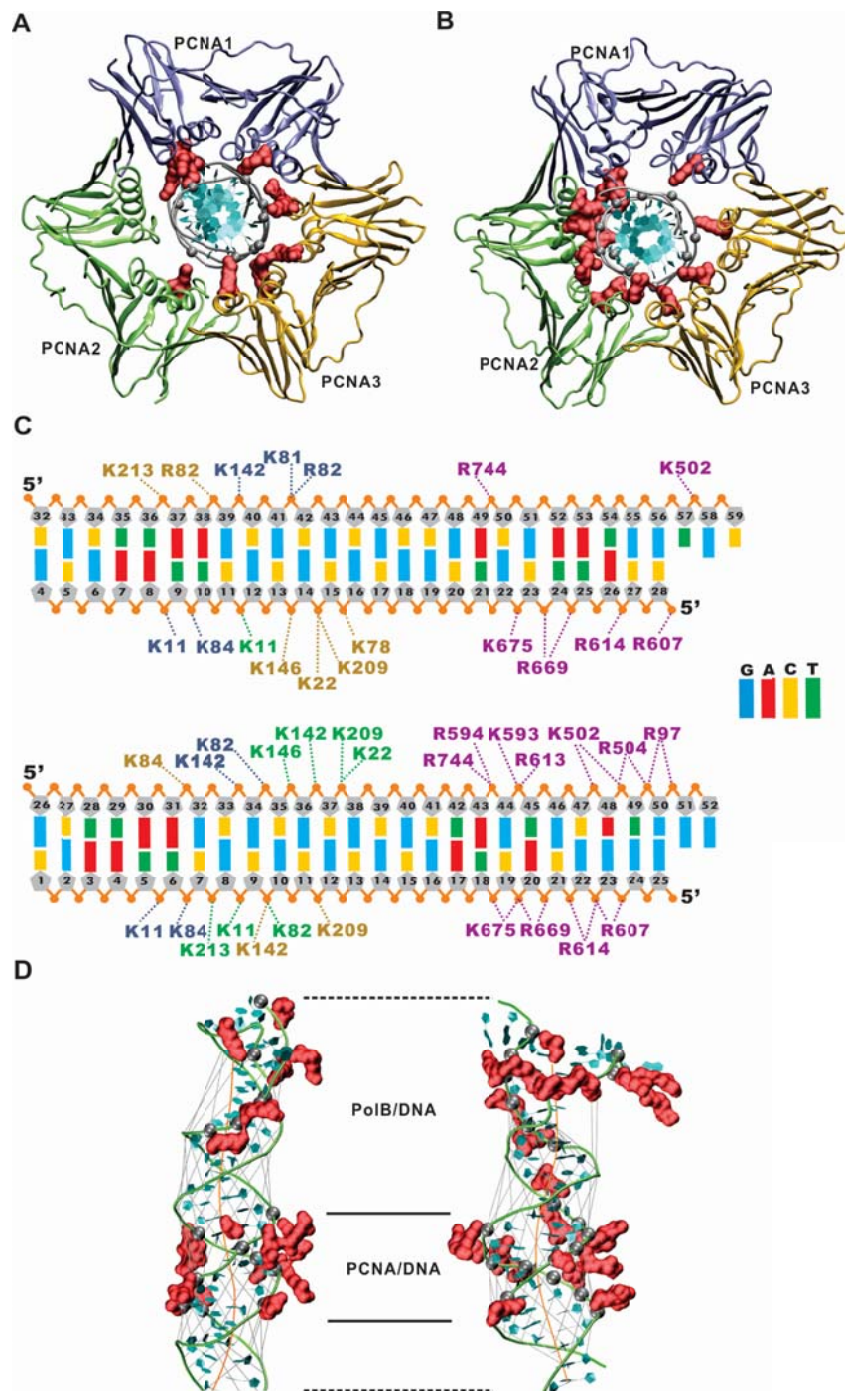 A
B
PCNA1
PCNA1
PCNA2
PCNA3
PCNA2
PCNA3
C
K213 R82 K142 K81 R82 R744 K502
5'
32 33 34 35 36 37 38 39 40 41 42 43 44 45 46 47 48 49 50 51 52 53 54 55 56 57 58 59
4 5 6 7 8 9 10 11 12 13 14 15 16 17 18 19 20 21 22 23 24 25 26 27 28
5'
K11 K84 K11 K146 K22 K209 K78 K675 R669 R614 R607
G A C T
K84 K142 K82 K146 K142 K209 K22 R594 R744 K593 R613 K502 R504 R97
5'
26 27 28 29 30 31 32 33 34 35 36 37 38 39 40 41 42 43 44 45 46 47 48 49 50 51 52
1 2 3 4 5 6 7 8 9 10 11 12 13 14 15 16 17 18 19 20 21 22 23 24 25
5'
K11 K84 K213 K11 K142 K82 K209 K675 R669 R614 R607
D
PolB/DNA
PCNA/DNA